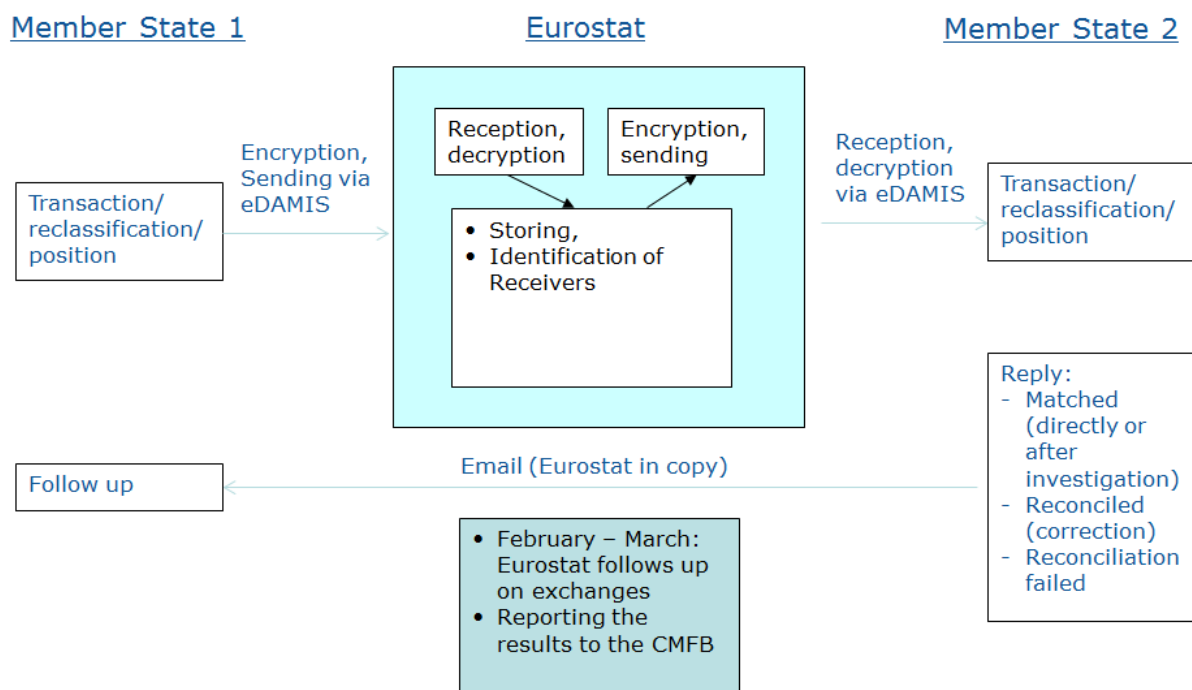 Member State 1
Eurostat
Member State 2
Reception,
decryption
Encryption,
sending
Encryption,
Sending via
eDAMIS
Reception,
decryption
via eDAMIS
Transaction/
reclassification/
position
• Storing,
• Identification of
Receivers
Transaction/
reclassification/
position
Reply:
- Matched
(directly or
after
investigation)
- Reconciled
(correction)
- Reconciliation
failed
Email (Eurostat in copy)
Follow up
• February – March:
Eurostat follows up
on exchanges
• Reporting the
results to the CMFB